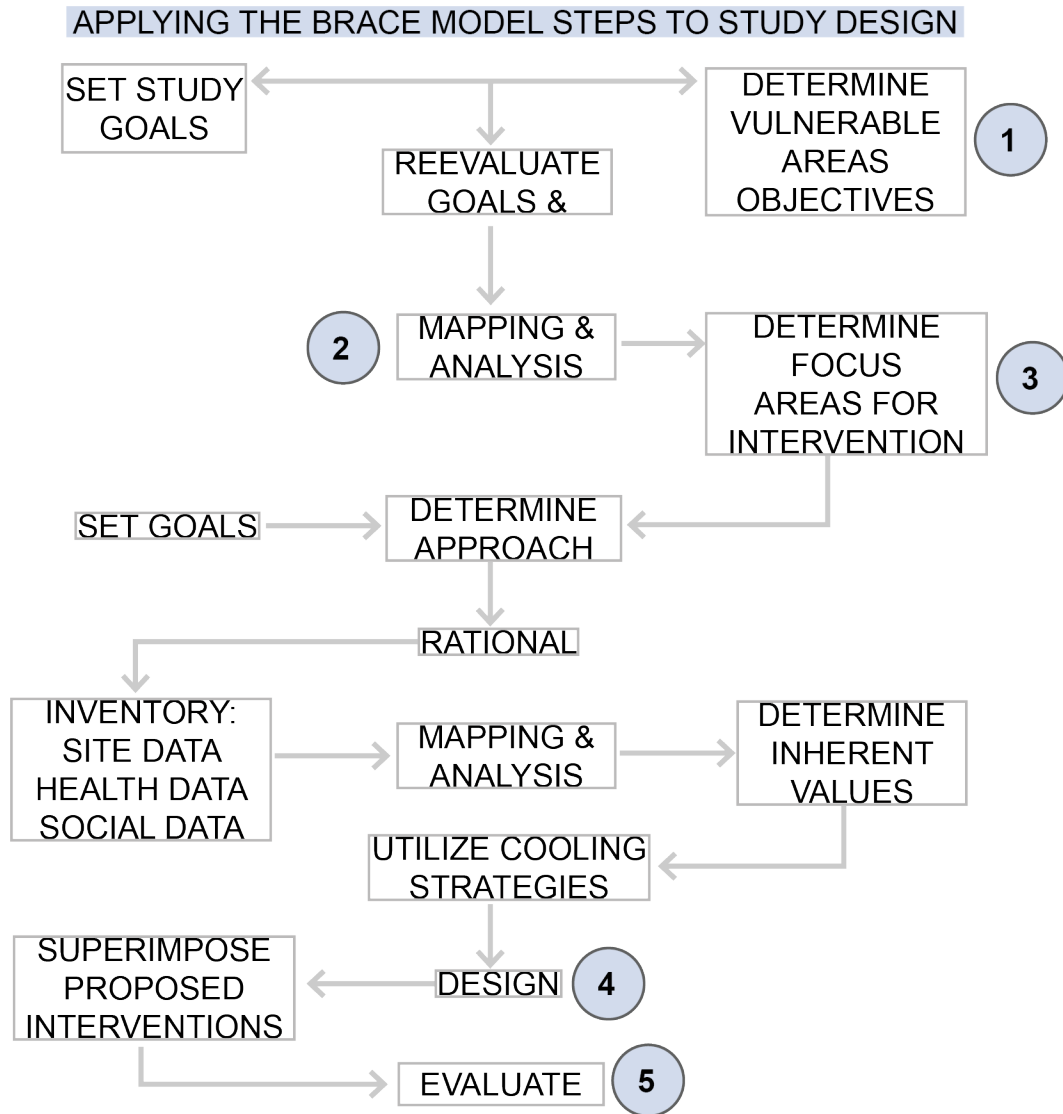 APPLYING THE BRACE MODEL STEPS TO STUDY DESIGN
SET STUDY
GOALS
DETERMINE
VULNERABLE
AREAS
OBJECTIVES
1
REEVALUATE
GOALS &
2
MAPPING &
ANALYSIS
DETERMINE
FOCUS
AREAS FOR
INTERVENTION
3
SET GOALS
DETERMINE
APPROACH
RATIONAL
INVENTORY:
SITE DATA
HEALTH DATA
SOCIAL DATA
MAPPING &
ANALYSIS
DETERMINE
INHERENT
VALUES
UTILIZE COOLING
STRATEGIES
DESIGN
4
SUPERIMPOSE
PROPOSED
INTERVENTIONS
EVALUATE
5